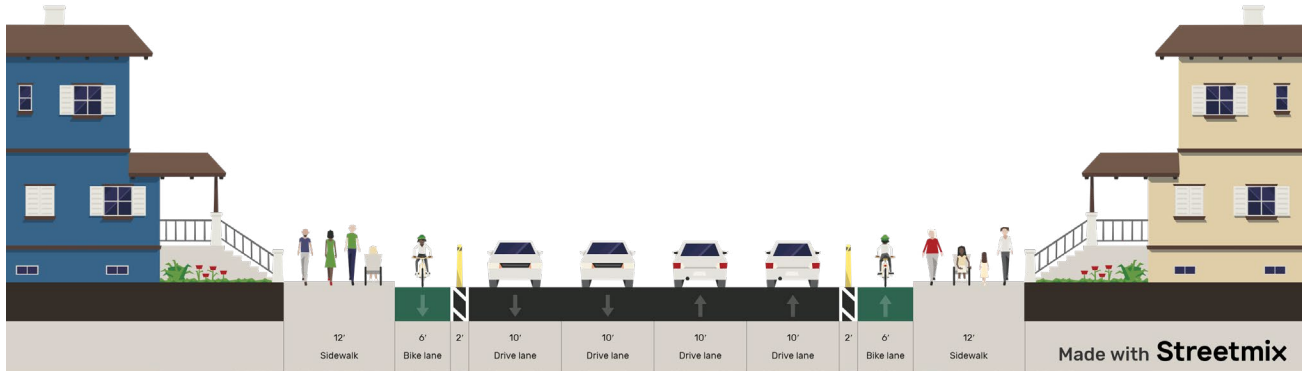 12'
Sidewalk
6'
Bike lane
2'
10'
Drive lane
10'
Drive lane
10'
Drive lane
10'
Drive lane
2'
6'
Bike lane
12'
Sidewalk
Made with Streetmix